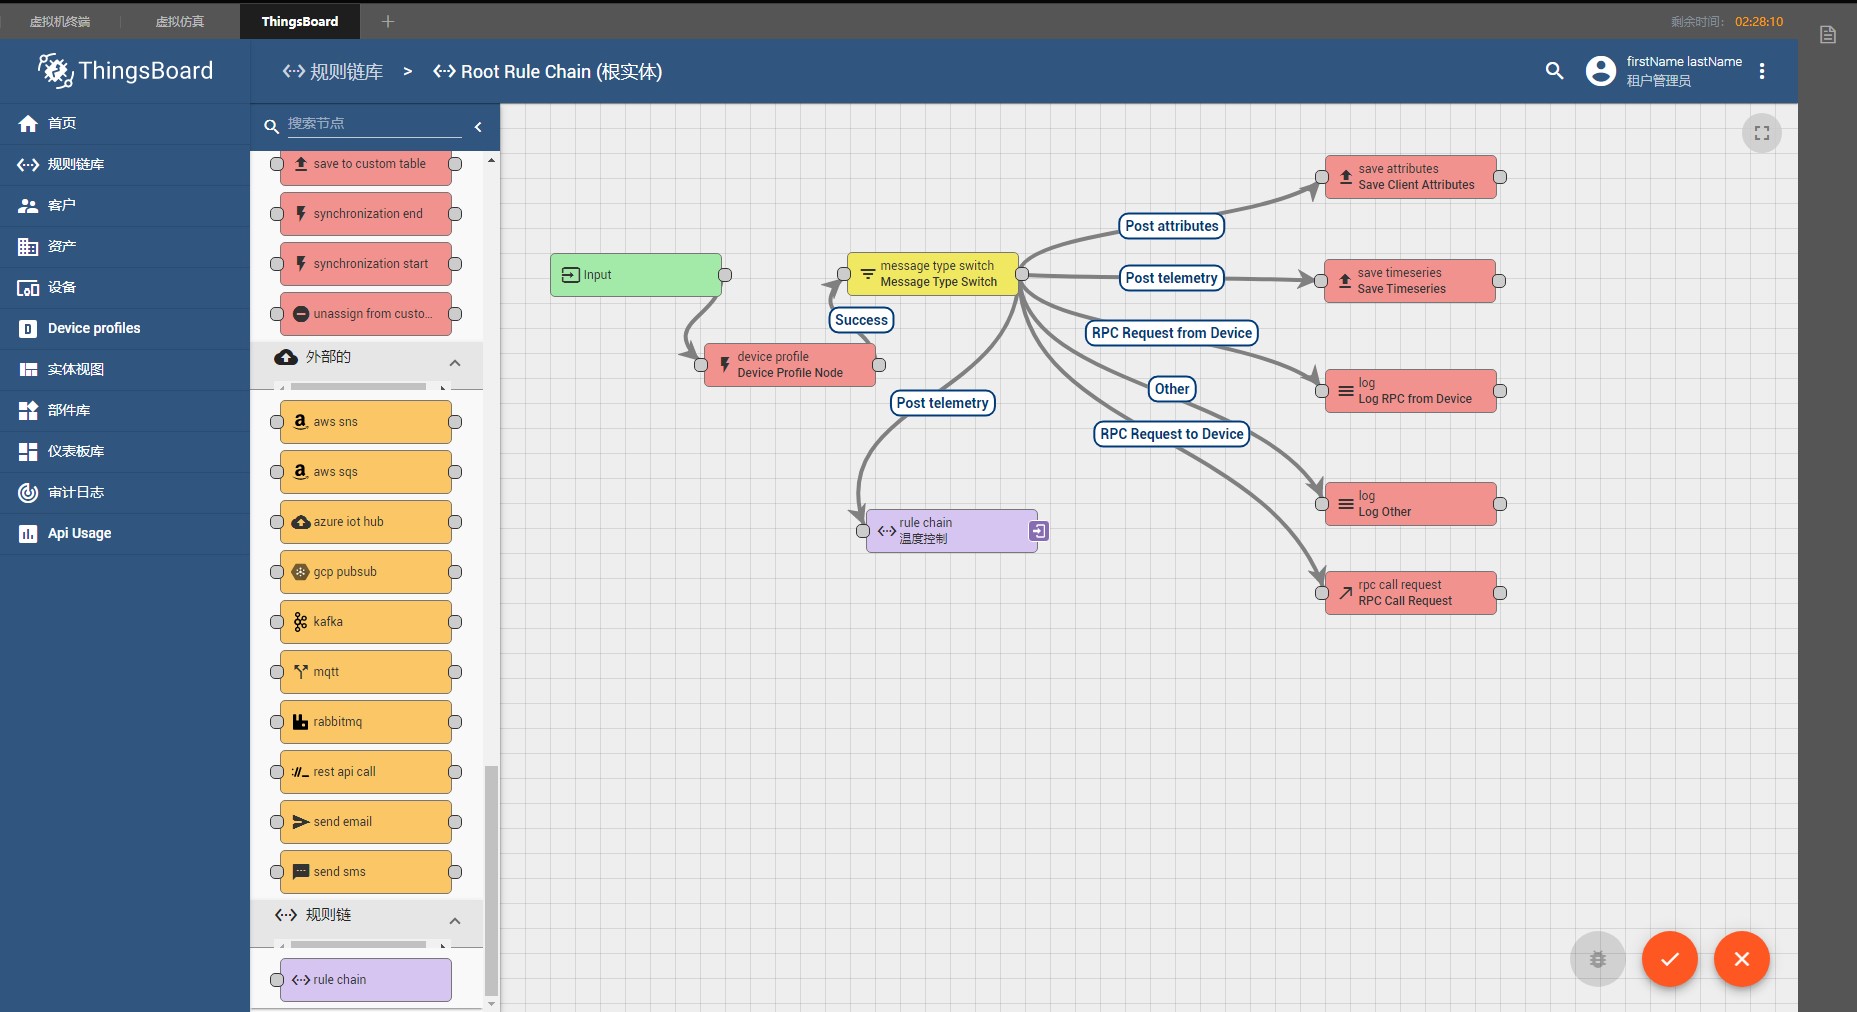 虚拟机终端
虚拟仿真
ThingsBoard
剩余时间：
02:28:10
ThingsBoard
规则链库 > Root Rule Chain (根实体)
firstName lastName
租户管理员
首页
规则链库
客户
资产
设备
Device profiles
实体视图
部件库
仪表板库
审计日志
Api Usage
搜索节点
save to custom table
synchronization end
synchronization start
unassign from custo...
外部的
aws sns
aws sqs
azure iot hub
gcp pubsub
kafka
mqtt
rabbitmq
rest api call
send email
send sms
规则链
rule chain
Input
device profile
Device Profile Node
Success
message type switch
Message Type Switch
Post telemetry
rule chain
温度控制
Post attributes
Post telemetry
RPC Request from Device
Other
RPC Request to Device
save attributes
Save Client Attributes
save timeseries
Save Timeseries
log
Log RPC from Device
log
Log Other
rpc call request
RPC Call Request